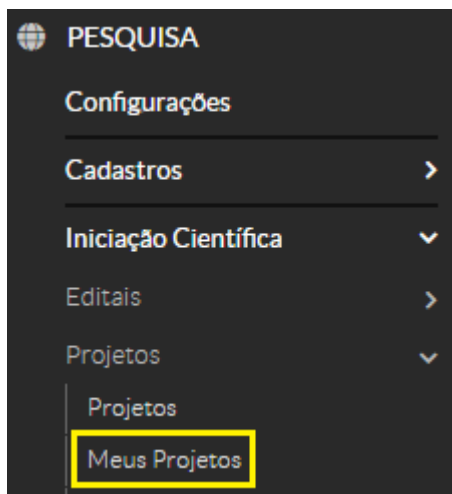 PESQUISA
Configurações
Cadastros
Iniciação Científica
Editais
Projetos
Projetos
Meus Projetos